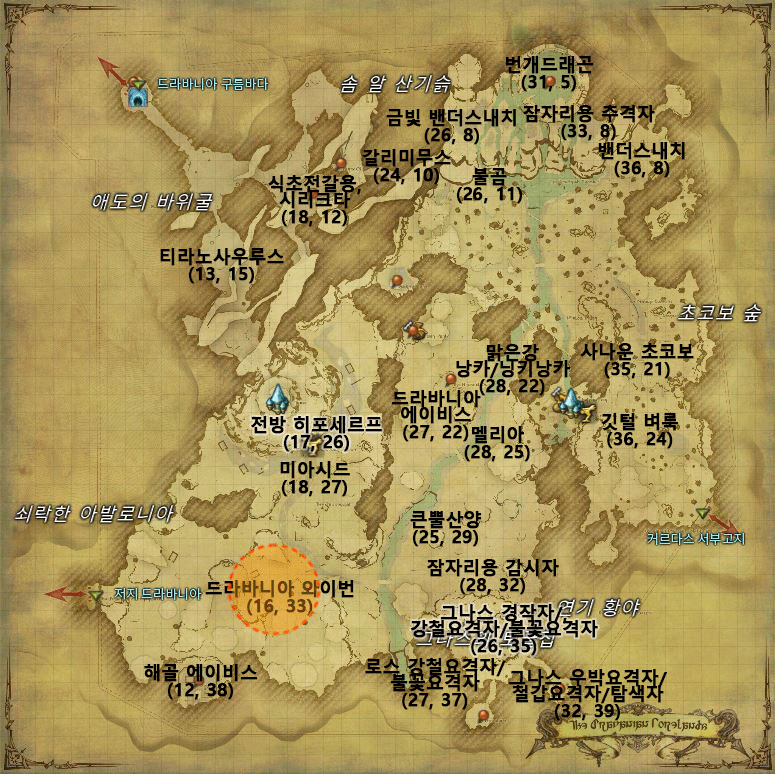 번개드래곤
(31, 5)
드라바니아 구름바다
솜 알 산기슭
금빛 밴더스내치
(26, 8)
잠자리용 추격자
(33, 8)
밴더스내치
(36, 8)
갈리미무스
(24, 10)
불곰
(26, 11)
식초전갈용,
시리크타
(18, 12)
애도의 바위굴
티라노사우루스
(13, 15)
초코보 숲
맑은강
낭카/닝키낭카
(28, 22)
사나운 초코보
(35, 21)
드라바니아
에이비스
(27, 22)
멜리아
(28, 25)
깃털 벼룩
(36, 24)
전방 히포세르프
(17, 26)
미아시드
(18, 27)
쇠락한 아발로니아
큰뿔산양
(25, 29)
커르다스 서부고지
잠자리용 감시자
(28, 32)
저지 드라바니아
드라바니아 와이번
(16, 33)
연기 황야
그나스 경작자/
강철요격자/불꽃요격자
(26, 35)
해골 에이비스
(12, 38)
로스 강철요격자/
불꽃요격자
(27, 37)
그나스 우박요격자/
철갑요격자/탐색자
(32, 39)
The Dravanian Forelands